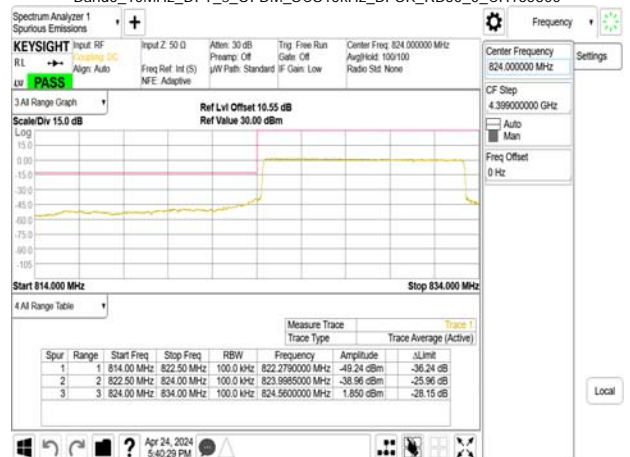 Spectrum Analyzer 1
Spurious Emissions
Frequency
Settings
KEYSIGHT
Input: RF
Input Z: 50 Ω
Atten: 30 dB
Trig: Free Run
Center Freq: 824.000000 MHz
RL
Coupling: DC
Preamp: Off
Gate: Off
Avg|Hold: 100/100
Align: Auto
Freq Ref: Int (S)
µW Path: Standard
IF Gain: Low
Radio Std: None
NFE: Adaptive
PASS
Center Frequency
824.000000 MHz
CF Step
4.399000000 GHz
Auto
Man
Freq Offset
0 Hz
3 All Range Graph
Ref Lvl Offset 10.55 dB
Scale/Div 15.0 dB
Ref Value 30.00 dBm
Log
15.0
0.00
-15.0
-30.0
-45.0
-60.0
-75.0
-90.0
-105
Start 814.000 MHz
Stop 834.000 MHz
4 All Range Table
Measure Trace Trace 1
Trace Type Trace Average (Active)
Spur Range Start Freq Stop Freq RBW Frequency Amplitude ΔLimit
1 1 814.00 MHz 822.50 MHz 100.0 kHz 822.2790000 MHz -49.24 dBm -36.24 dB
2 2 822.50 MHz 824.00 MHz 100.0 kHz 823.9985000 MHz -38.96 dBm -25.96 dB
3 3 824.00 MHz 834.00 MHz 100.0 kHz 824.5600000 MHz 1.850 dBm -28.15 dB
Local
Apr 24, 2024
5:40:29 PM